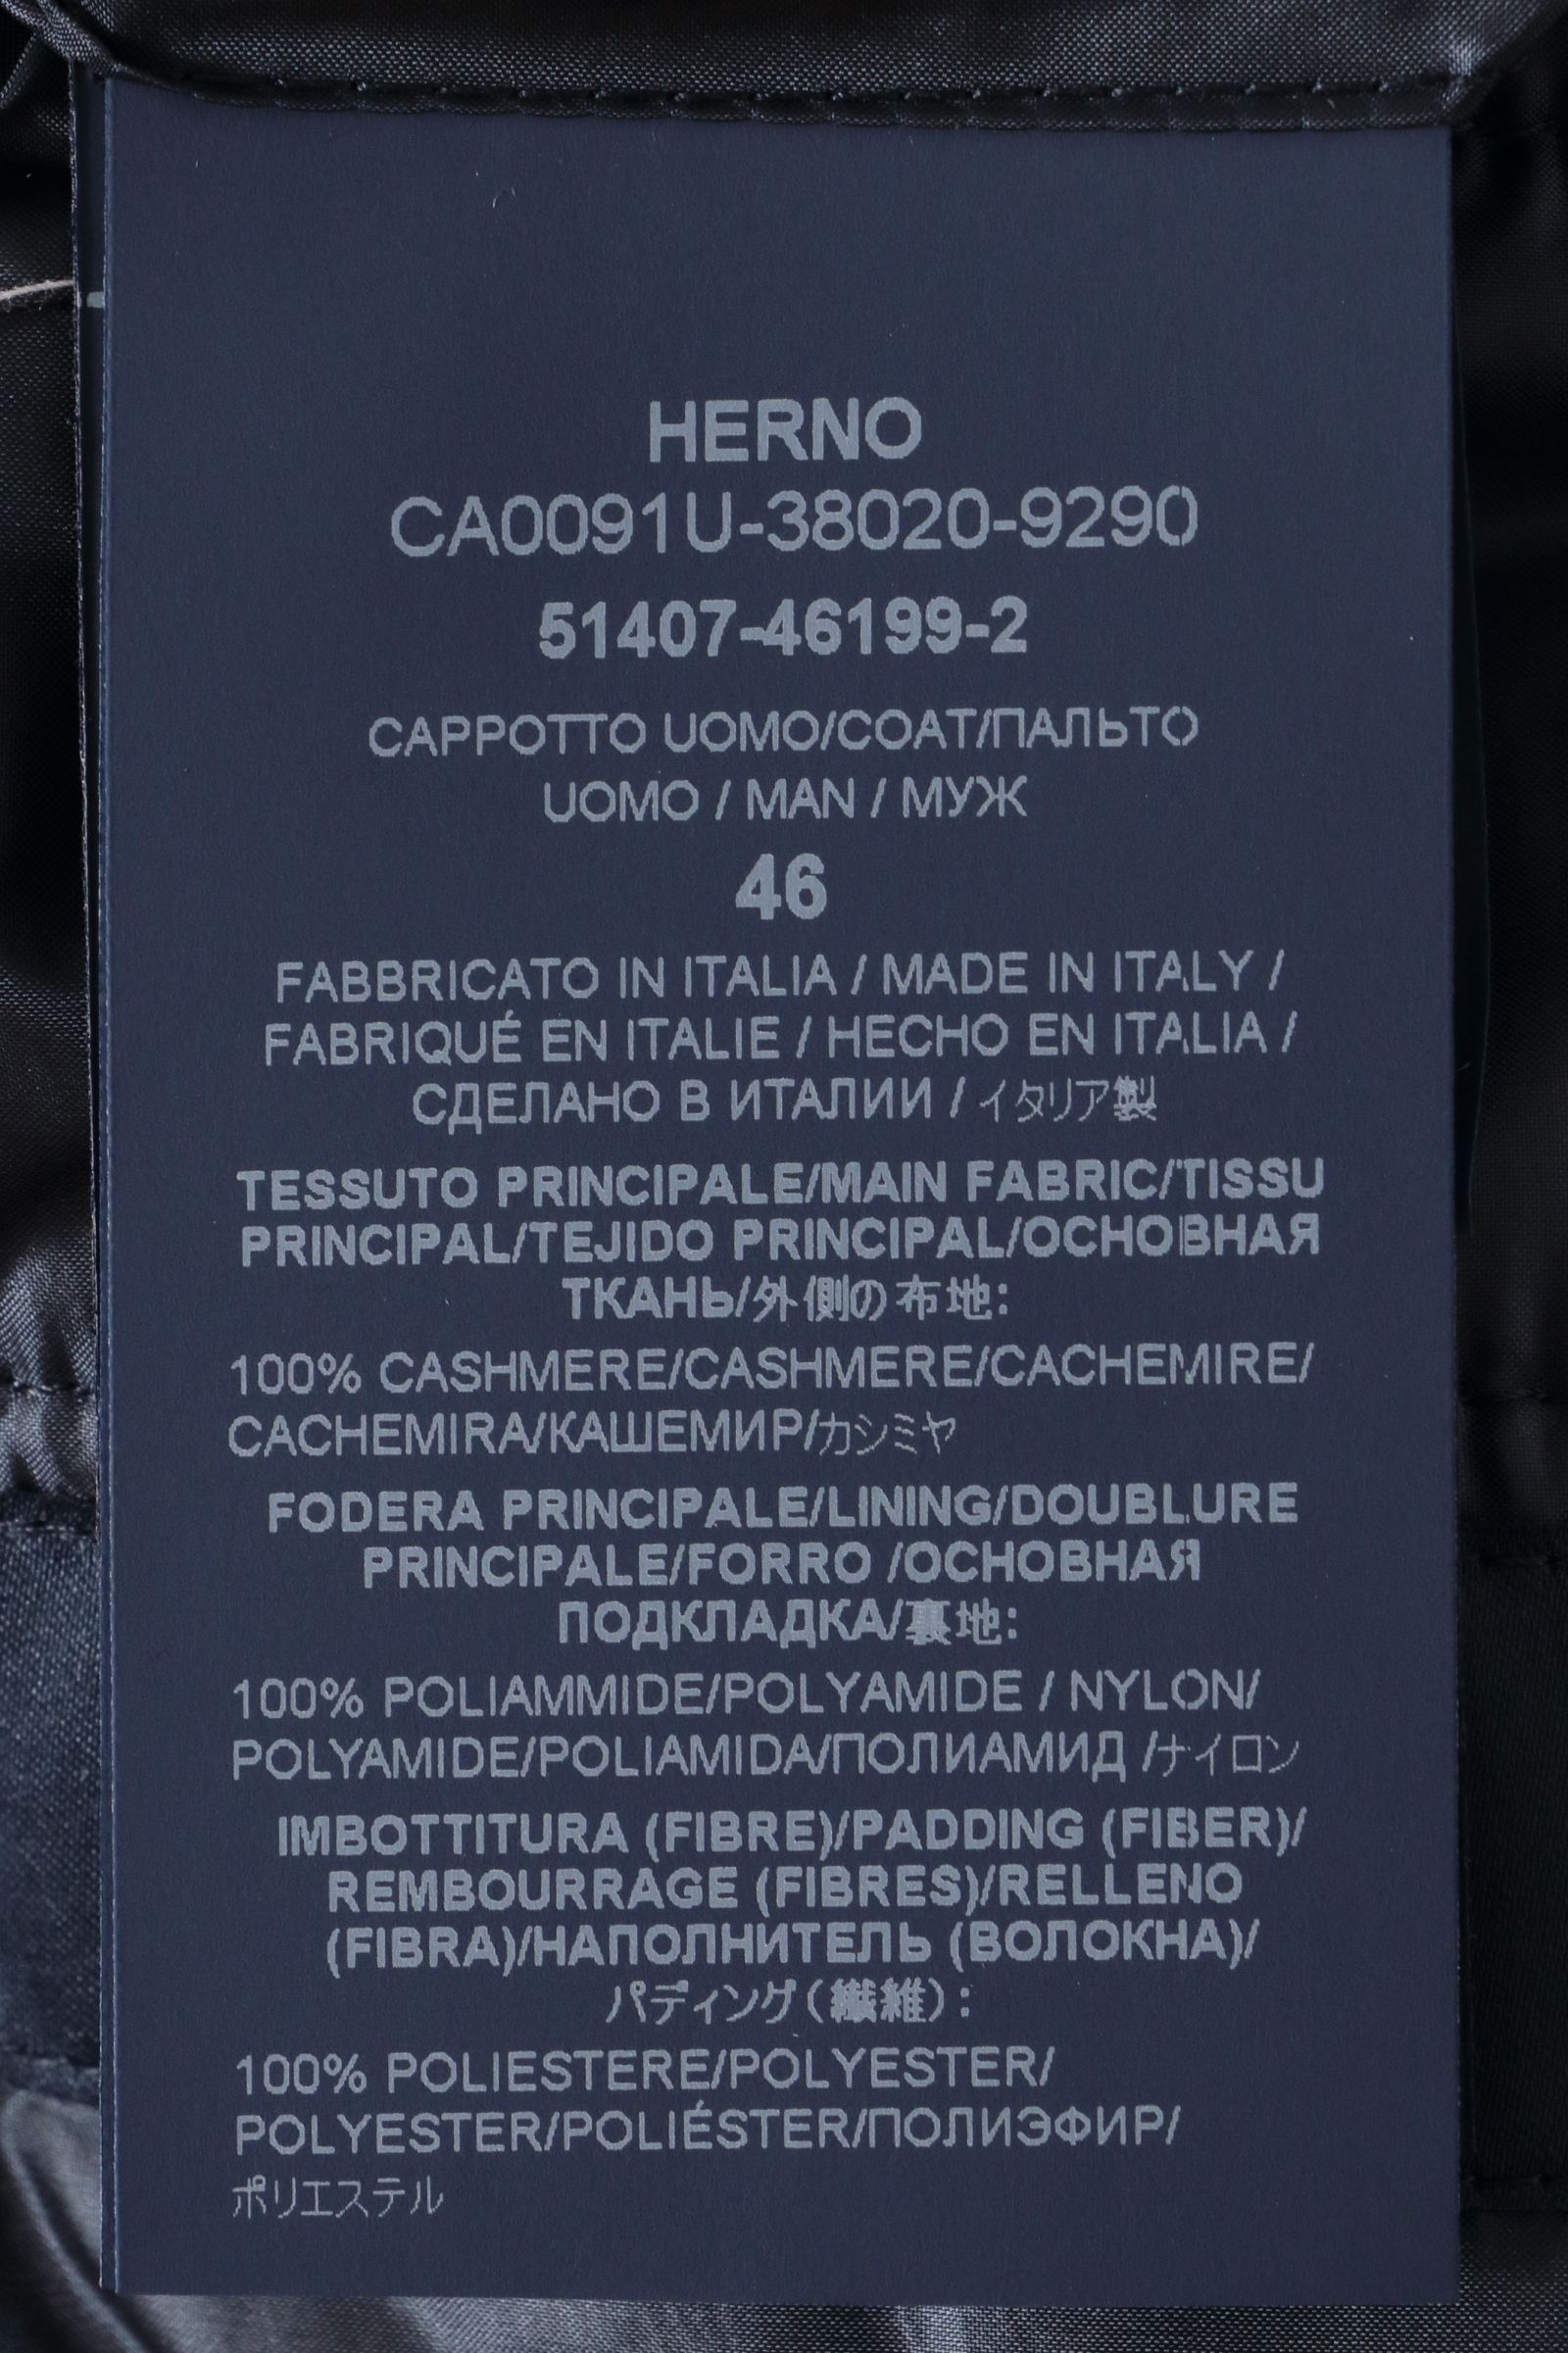 HERNO
CA0091U-38020-9290
51407-46199-2
CAPPOTTO UOMO/COAT/ПАЛЬТО
UOMO / MAN / МУЖ
46
FABBRICATO IN ITALIA / MADE IN ITALY /
FABRIQUÉ EN ITALIE / HECHO EN ITALIA /
СДЕЛАНО В ИТАЛИИ / イタリア製
TESSUTO PRINCIPALE/MAIN FABRIC/TISSU
PRINCIPAL/TEJIDO PRINCIPAL/ОСНОВНАЯ
ТКАНЬ/外側の布地:
100% CASHMERE/CASHMERE/CACHEMIRE/
CACHEMIRA/КАШЕМИР/カシミヤ
FODERA PRINCIPALE/LINING/DOUBLURE
PRINCIPALE/FORRO /ОСНОВНАЯ
ПОДКЛАДКА/裏地:
100% POLIAMMIDE/POLYAMIDE / NYLON/
POLYAMIDE/POLIAMIDA/ПОЛИАМИД /ナイロン
IMBOTTITURA (FIBRE)/PADDING (FIBER)/
REMBOURRAGE (FIBRES)/RELLENO
(FIBRA)/НАПОЛНИТЕЛЬ (ВОЛОКНА)/
パディング(繊維):
100% POLIESTERE/POLYESTER/
POLYESTER/POLIÉSTER/ПОЛИЭФИР/
ポリエステル